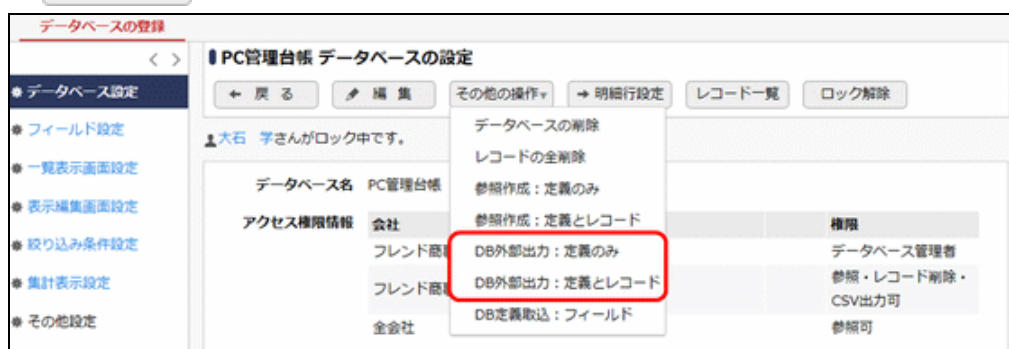 データベースの登録
< >
PC管理台帳 データベースの設定
データベース設定
← 戻 る
編 集
その他の操作▾
→ 明細行設定
レコード一覧
ロック解除
フィールド設定
一覧表示画面設定
表示編集画面設定
絞り込み条件設定
集計表示設定
その他設定
大石 学さんがロック中です。
データベースの削除
レコードの全削除
参照作成：定義のみ
参照作成：定義とレコード
DB外部出力：定義のみ
DB外部出力：定義とレコード
DB定義取込：フィールド
データベース名 PC管理台帳
アクセス権限情報 会社 権限
フレンド商 データベース管理者
フレンド商 参照・レコード削除・
CSV出力可
全会社 参照可